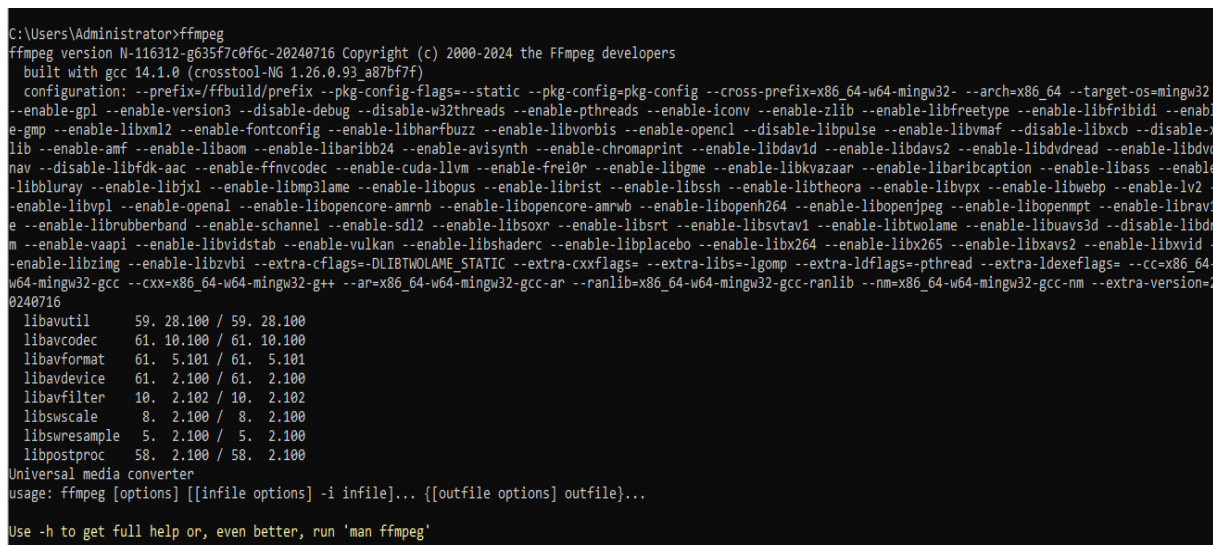 C:\Users\Administrator>ffmpeg
ffmpeg version N-116312-g635f7c0f6c-20240716 Copyright (c) 2000-2024 the FFmpeg developers
  built with gcc 14.1.0 (crosstool-NG 1.26.0.93_a87bf7f)
  configuration: --prefix=/ffbuild/prefix --pkg-config-flags=--static --pkg-config=pkg-config --cross-prefix=x86_64-w64-mingw32- --arch=x86_64 --target-os=mingw32
--enable-gpl --enable-version3 --disable-debug --disable-w32threads --enable-pthreads --enable-iconv --enable-zlib --enable-libfreetype --enable-libfribidi --enabl
e-gmp --enable-libxml2 --enable-fontconfig --enable-libharfbuzz --enable-libvorbis --enable-opencl --disable-libpulse --enable-libvmaf --disable-libxcb --disable-x
lib --enable-amf --enable-libaom --enable-libaribb24 --enable-avisynth --enable-chromaprint --enable-libdav1d --enable-libdavs2 --enable-libdvdread --enable-libdvd
nav --disable-libfdk-aac --enable-ffnvcodec --enable-cuda-llvm --enable-frei0r --enable-libgme --enable-libkvazaar --enable-libaribcaption --enable-libass --enable
-libbluray --enable-libjxl --enable-libmp3lame --enable-libopus --enable-librist --enable-libssh --enable-libtheora --enable-libvpx --enable-libwebp --enable-lv2 -
-enable-libvpl --enable-openal --enable-libopencore-amrnb --enable-libopencore-amrwb --enable-libopenh264 --enable-libopenjpeg --enable-libopenmpt --enable-librav1
e --enable-librubberband --enable-schannel --enable-sdl2 --enable-libsoxr --enable-libsrt --enable-libsvtav1 --enable-libtwolame --enable-libuavs3d --disable-libdr
m --enable-vaapi --enable-libvidstab --enable-vulkan --enable-libshaderc --enable-libplacebo --enable-libx264 --enable-libx265 --enable-libxavs2 --enable-libxvid -
-enable-libzimg --enable-libzvbi --extra-cflags=-DLIBTWOLAME_STATIC --extra-cxxflags= --extra-libs=-lgomp --extra-ldflags=-pthread --extra-ldexeflags= --cc=x86_64-
w64-mingw32-gcc --cxx=x86_64-w64-mingw32-g++ --ar=x86_64-w64-mingw32-gcc-ar --ranlib=x86_64-w64-mingw32-gcc-ranlib --nm=x86_64-w64-mingw32-gcc-nm --extra-version=2
0240716
  libavutil      59. 28.100 / 59. 28.100
  libavcodec     61. 10.100 / 61. 10.100
  libavformat    61.  5.101 / 61.  5.101
  libavdevice    61.  2.100 / 61.  2.100
  libavfilter    10.  2.102 / 10.  2.102
  libswscale      8.  2.100 /  8.  2.100
  libswresample   5.  2.100 /  5.  2.100
  libpostproc    58.  2.100 / 58.  2.100
Universal media converter
usage: ffmpeg [options] [[infile options] -i infile]... {[outfile options] outfile}...
Use -h to get full help or, even better, run 'man ffmpeg'